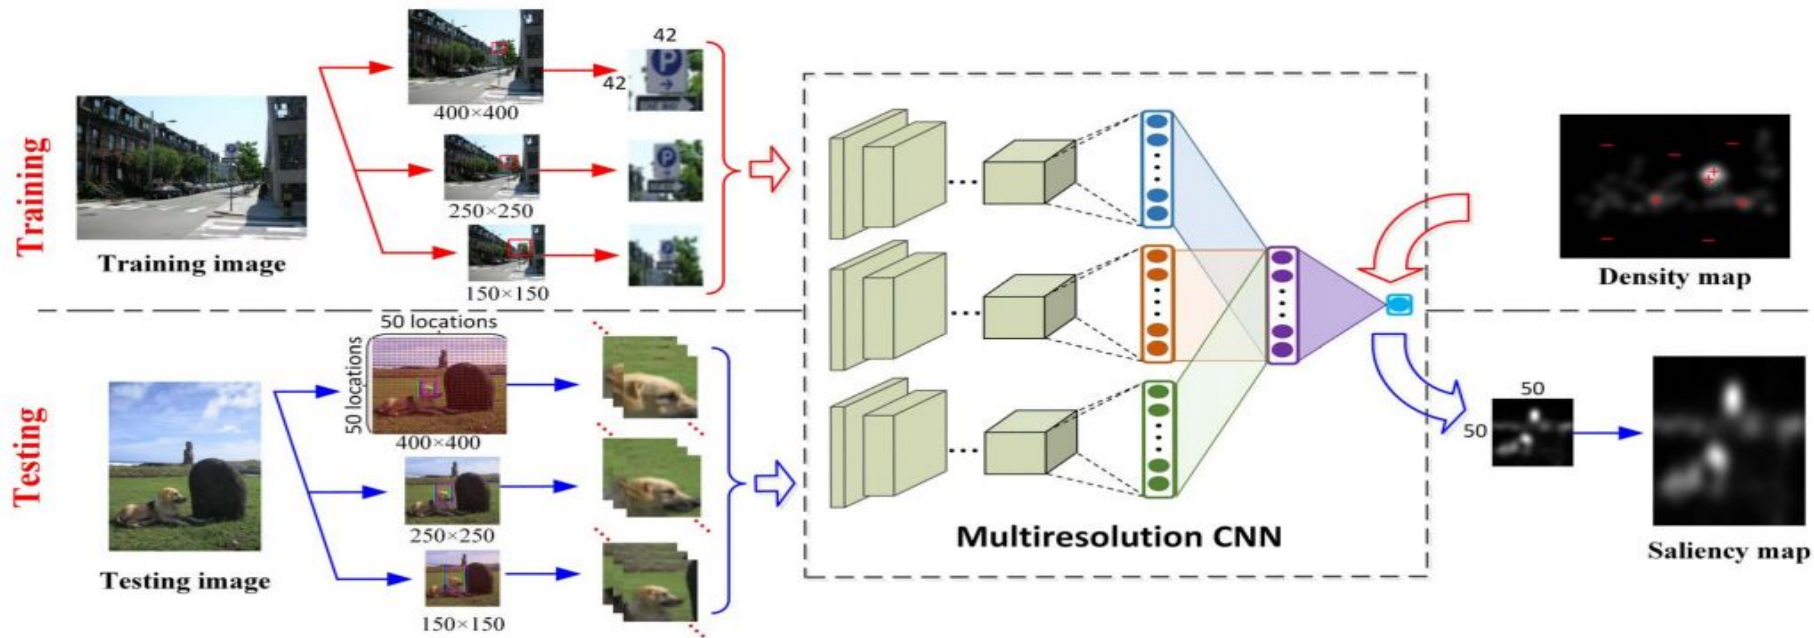 Training
Training image
400×400
250×250
150×150
42
42
P
P
Density map
Testing
Testing image
50 locations
50 locations
400×400
250×250
150×150
Multiresolution CNN
50
50
Saliency map